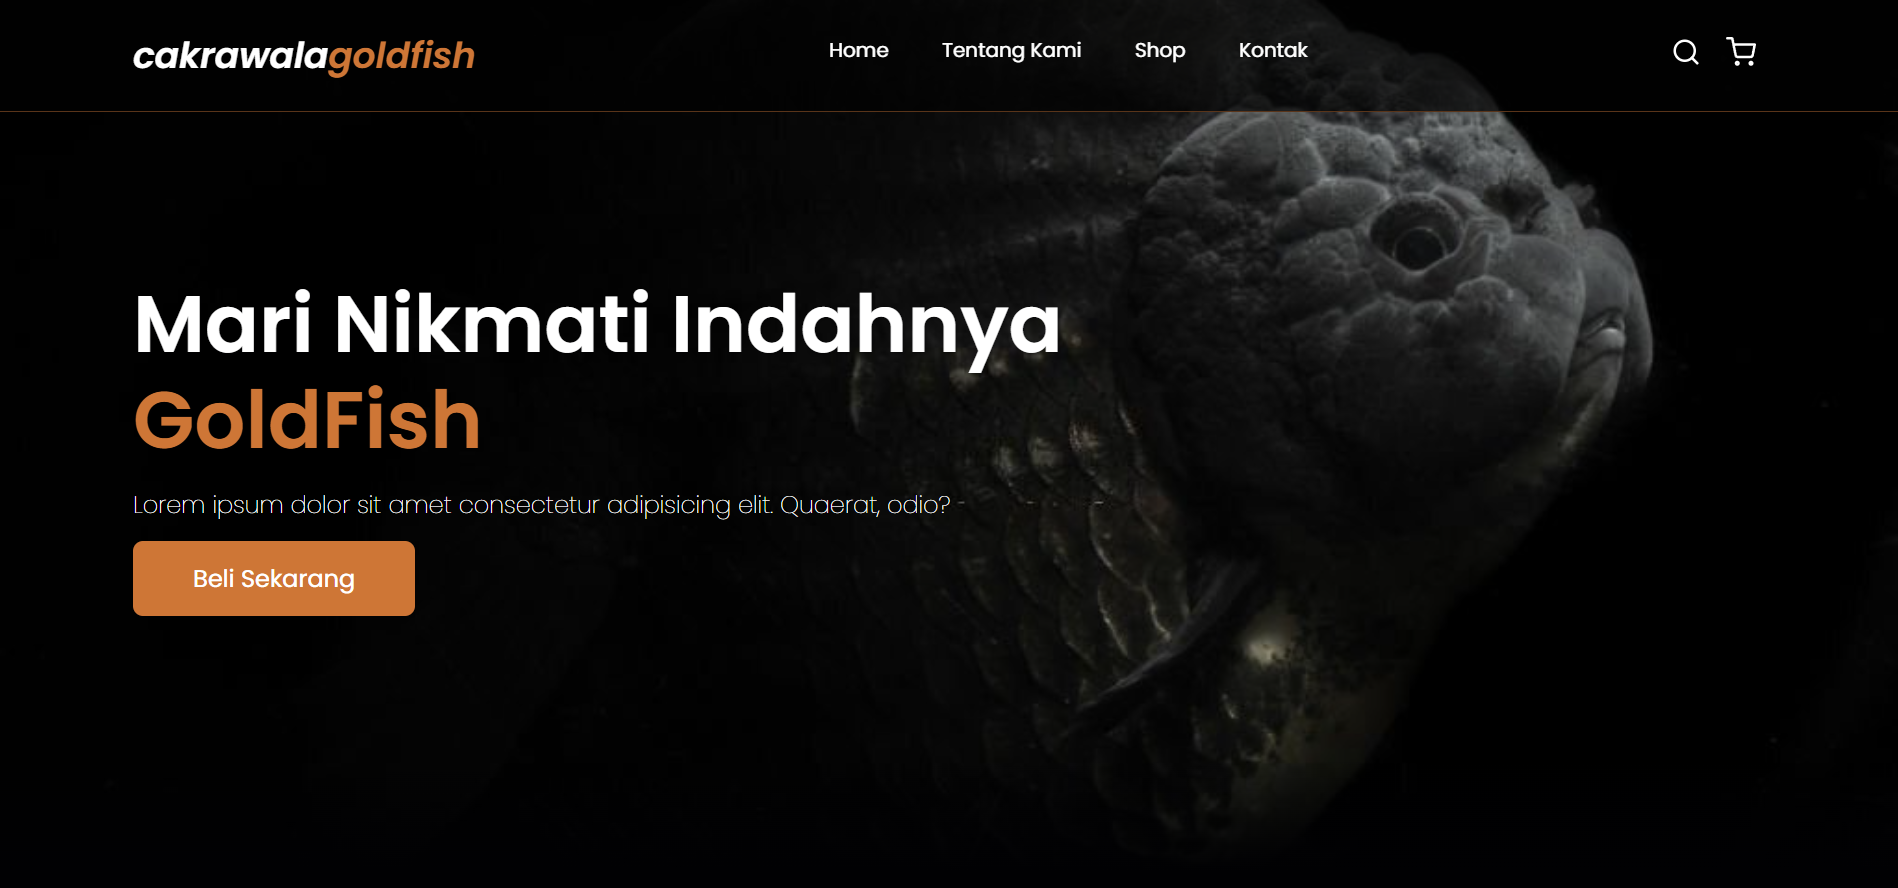 cakrawalagoldfish
Home Tentang Kami Shop Kontak
Mari Nikmati Indahnya
GoldFish
Lorem ipsum dolor sit amet consectetur adipisicing elit. Quaerat, odio?
Beli Sekarang